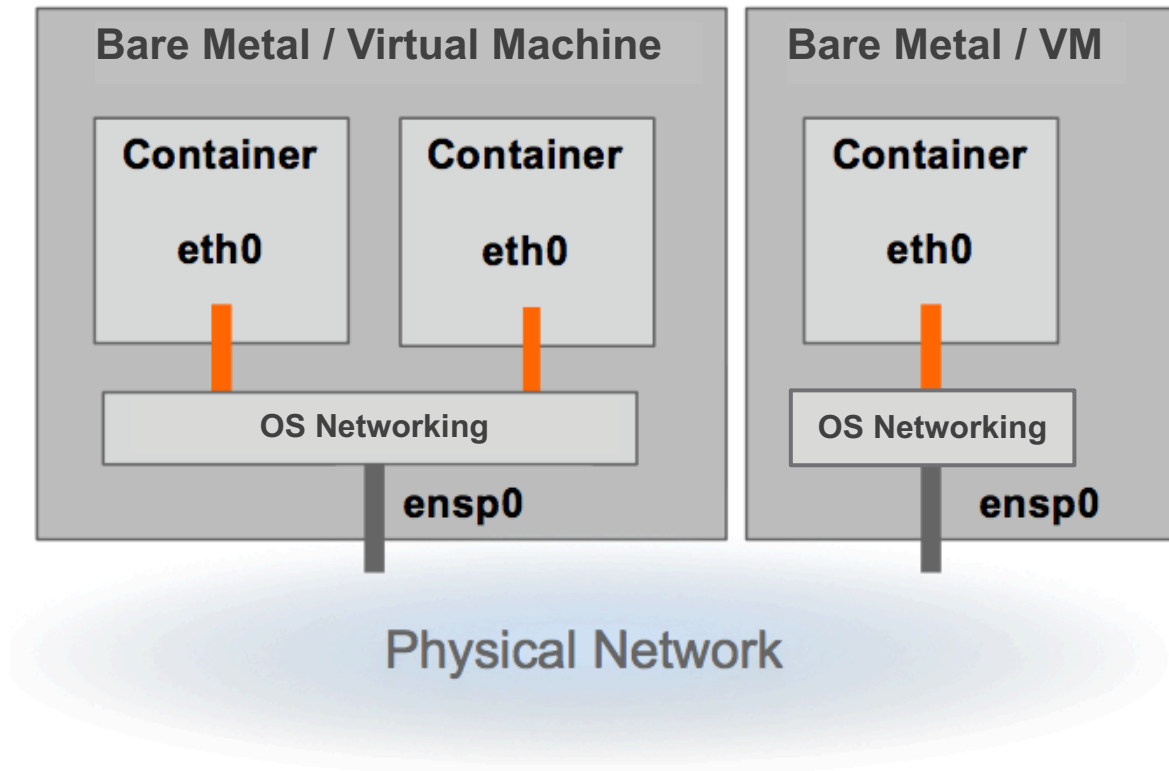 Bare Metal / Virtual Machine
Container
eth0
Container
eth0
OS Networking
ensp0
Bare Metal / VM
Container
eth0
OS Networking
ensp0
Physical Network